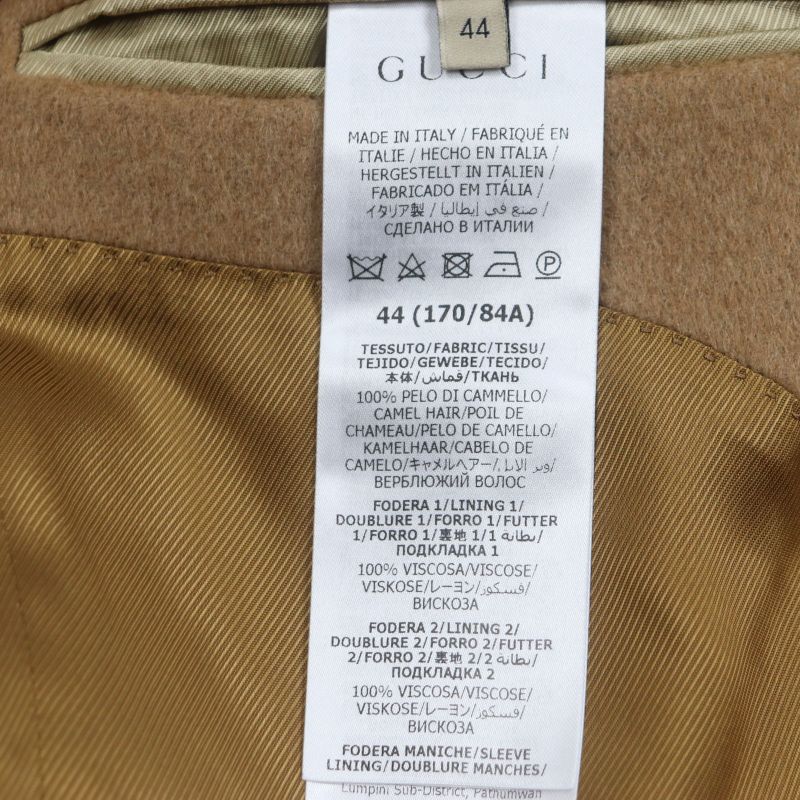 44
GUCCI
MADE IN ITALY / FABRIQUÉ EN
ITALIE / HECHO EN ITALIA /
HERGESTELLT IN ITALIEN /
FABRICADO EM ITÁLIA /
イタリア製 / صنع في إيطاليا /
СДЕЛАНО В ИТАЛИИ
P
44 (170/84A)
TESSUTO/FABRIC/TISSU/
TEJIDO/GEWEBE/TECIDO/
本体/قماش/ТКАНЬ
100% PELO DI CAMMELLO/
CAMEL HAIR/POIL DE
CHAMEAU/PELO DE CAMELLO/
KAMELHAAR/CABELO DE
CAMELO/キャメルヘアー/وبر الابل/
ВЕРБЛЮЖИЙ ВОЛОС
FODERA 1/LINING 1/
DOUBLURE 1/FORRO 1/FUTTER
1/FORRO 1/裏地 1/بطانة 1/
ПОДКЛАДКА 1
100% VISCOSA/VISCOSE/
VISKOSE/レーヨン/فسكوز/
ВИСКОЗА
FODERA 2/LINING 2/
DOUBLURE 2/FORRO 2/FUTTER
2/FORRO 2/裏地 2/بطانة 2/
ПОДКЛАДКА 2
100% VISCOSA/VISCOSE/
VISKOSE/レーヨン/فسكوز/
ВИСКОЗА
FODERA MANICHE/SLEEVE
LINING/DOUBLURE MANCHES/
Lumpini Sub-District, Pathumwan